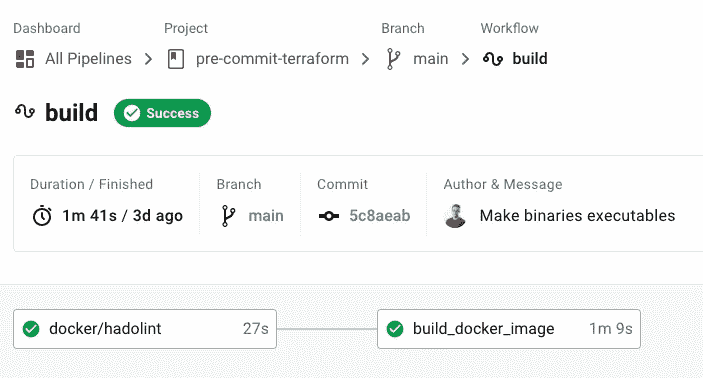 Dashboard Project Branch Workflow
All Pipelines pre-commit-terraform main build
build Success
Duration / Finished Branch Commit Author & Message
1m 41s / 3d ago main 5c8aeab Make binaries executables
docker/hadolint 27s build_docker_image 1m 9s